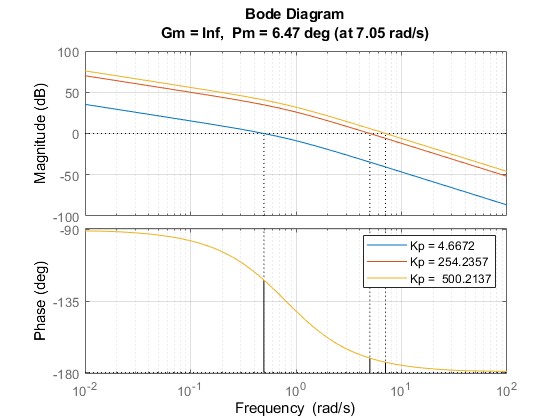 Bode Diagram
Gm = Inf, Pm = 6.47 deg (at 7.05 rad/s)
Magnitude (dB)
100
50
0
-50
-100
Phase (deg)
-90
-135
-180
Kp = 4.6672
Kp = 254.2357
Kp = 500.2137
10^-2
10^-1
10^0
10^1
10^2
Frequency (rad/s)